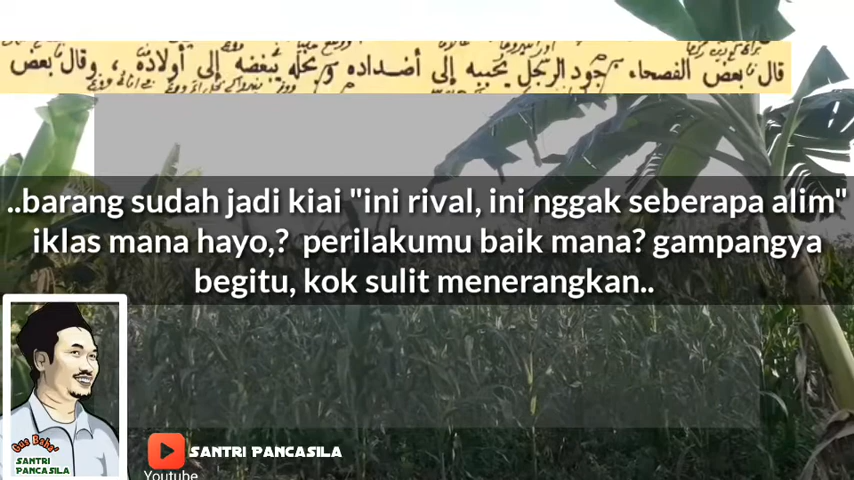 قال بعض الفصحاء جود الرجل يحببه إلى أضداده وبخله يبغضه إلى أولاده ، وقال بعض
..barang sudah jadi kiai "ini rival, ini nggak seberapa alim"
iklas mana hayo,? perilakumu baik mana? gampangya
begitu, kok sulit menerangkan..
Gus Baha-
SANTRI
PANCASILA
SANTRI PANCASILA
Youtube